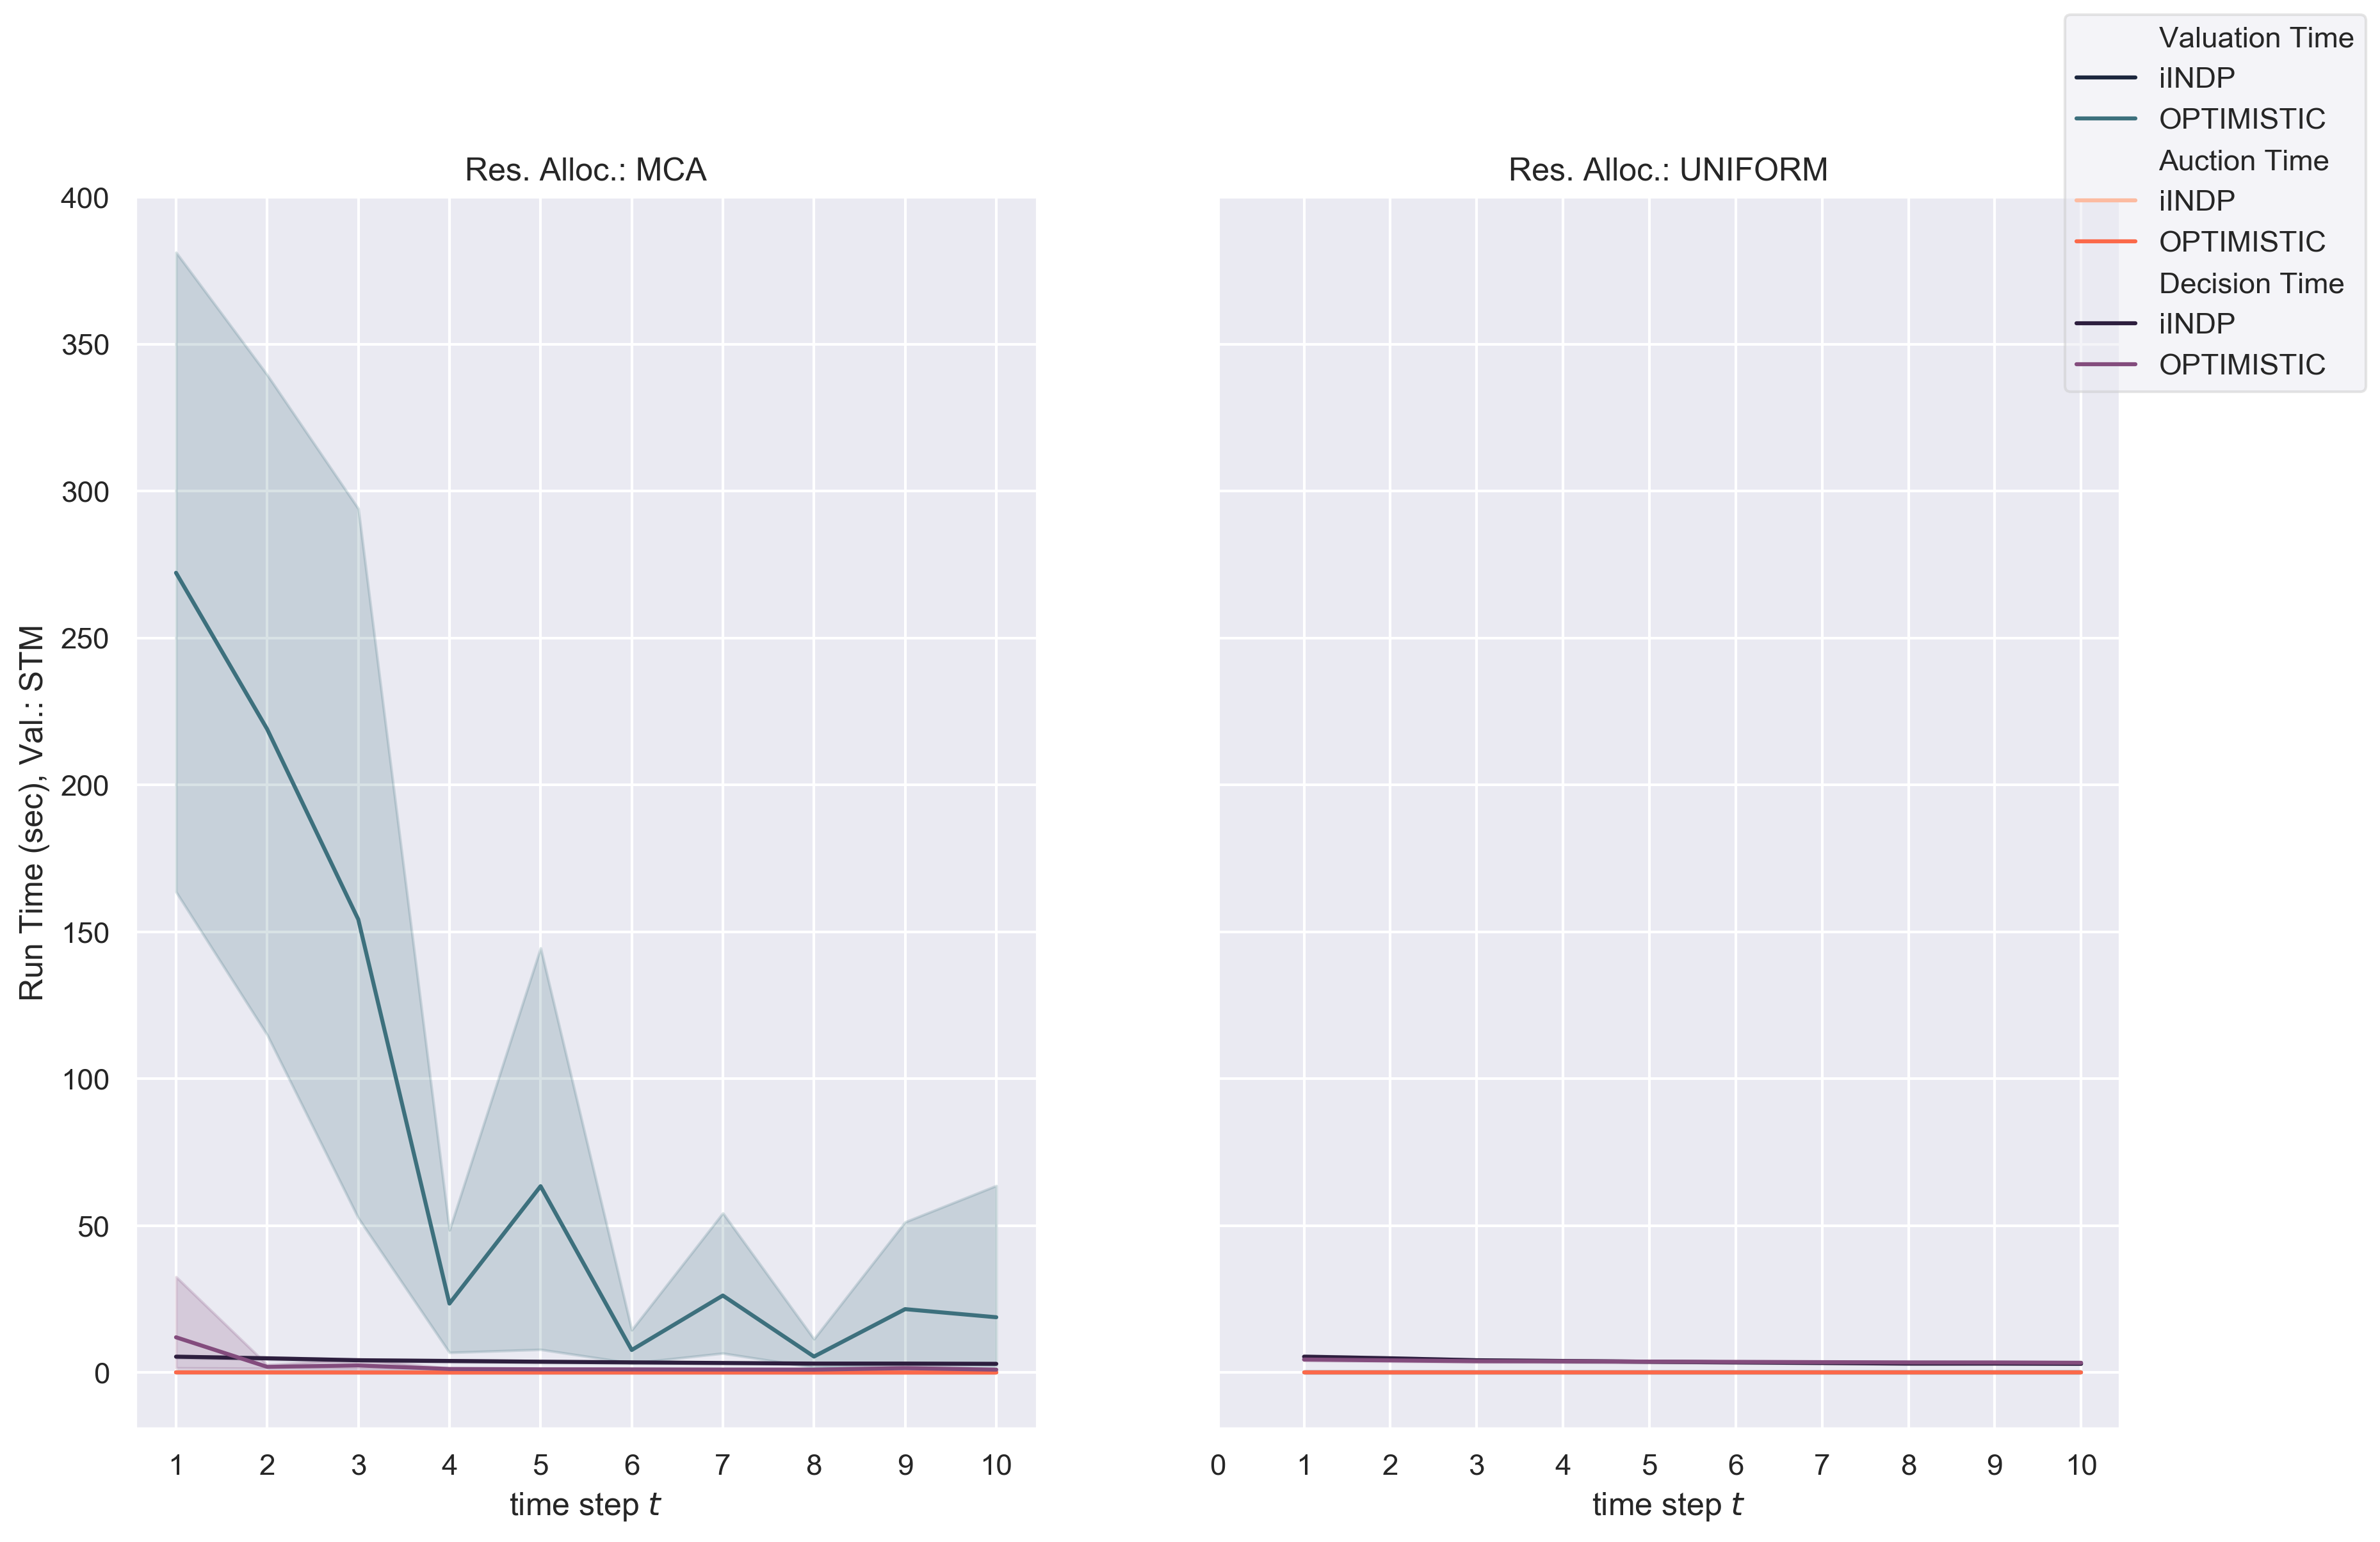 Valuation Time
iINDP
OPTIMISTIC
Auction Time
iINDP
OPTIMISTIC
Decision Time
iINDP
OPTIMISTIC
Res. Alloc.: MCA
Res. Alloc.: UNIFORM
Run Time (sec), Val.: STM
400
350
300
250
200
150
100
50
0
1 2 3 4 5 6 7 8 9 10
time step t
0 1 2 3 4 5 6 7 8 9 10
time step t